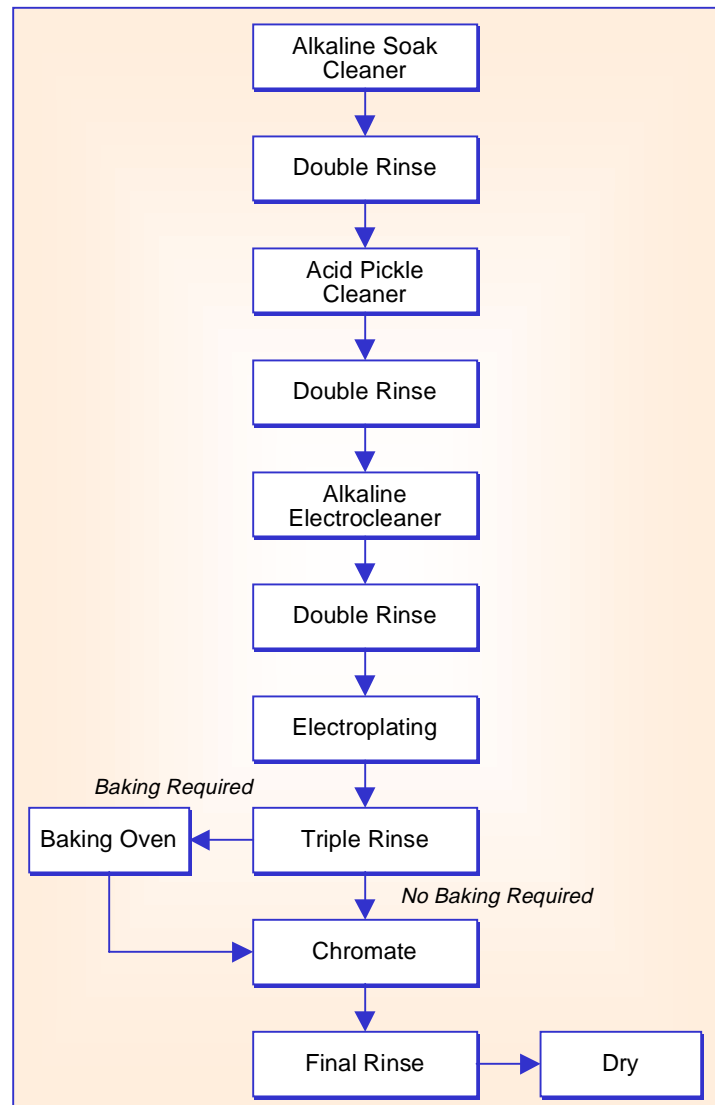 Alkaline Soak
Cleaner
Double Rinse
Acid Pickle
Cleaner
Double Rinse
Alkaline
Electrocleaner
Double Rinse
Electroplating
Baking Required
Baking Oven
Triple Rinse
No Baking Required
Chromate
Final Rinse
Dry